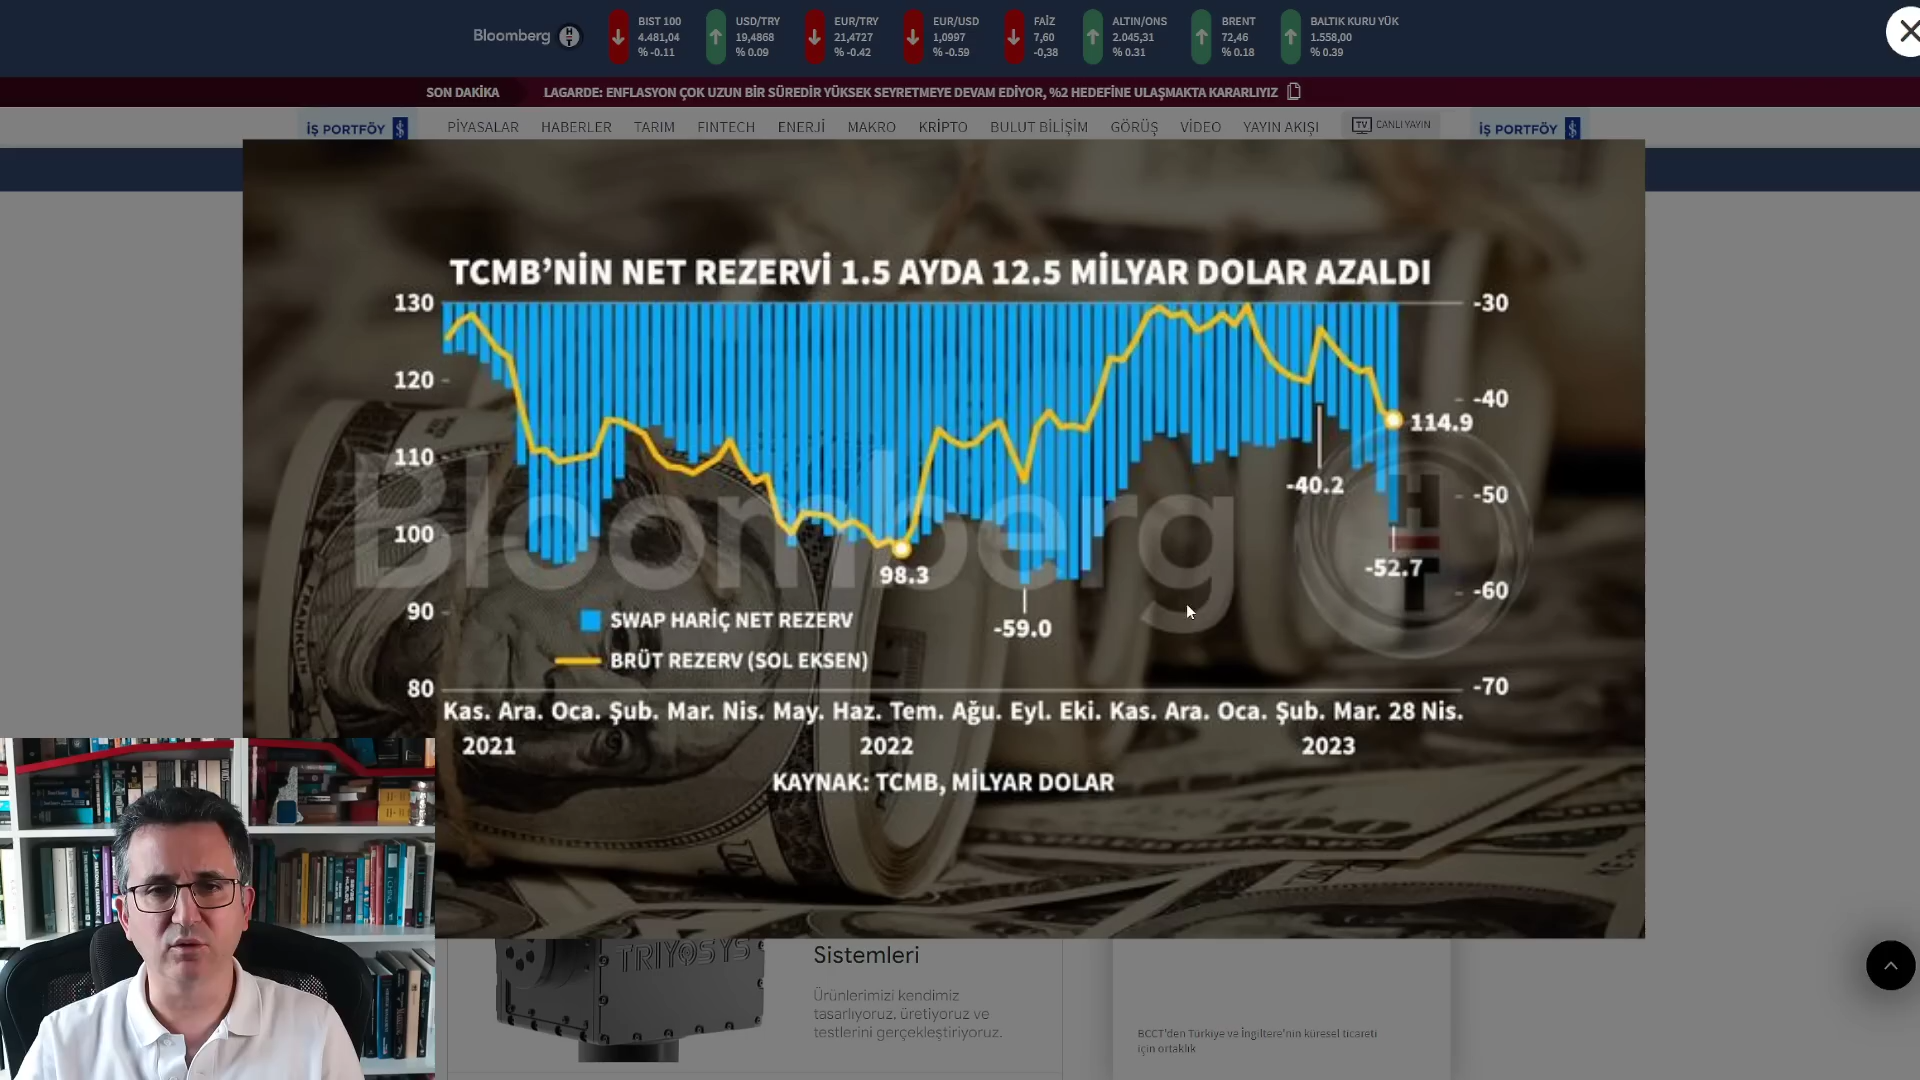 Bloomberg HT
BIST 100
4.481,04
% -0.11
USD/TRY
19,4868
% 0.09
EUR/TRY
21,4727
% -0.42
EUR/USD
1,0997
% -0.59
FAİZ
7,60
-0,38
ALTIN/ONS
2.045,31
% 0.31
BRENT
72,46
% 0.18
BALTIK KURU YÜK
1.558,00
% 0.39
SON DAKİKA LAGARDE: ENFLASYON ÇOK UZUN BİR SÜREDİR YÜKSEK SEYRETMEYE DEVAM EDİYOR, %2 HEDEFİNE ULAŞMAKTA KARARLIYIZ
İŞ PORTFÖY PİYASALAR HABERLER TARIM FINTECH ENERJİ MAKRO KRİPTO BULUT BİLİŞİM GÖRÜŞ VİDEO YAYIN AKIŞI TV CANLI YAYIN İŞ PORTFÖY
TCMB'NİN NET REZERVİ 1.5 AYDA 12.5 MİLYAR DOLAR AZALDI
130 -30
120 -40
114.9
110
-40.2 -50
100
98.3 -52.7
90 -60
-59.0
SWAP HARİÇ NET REZERV
BRÜT REZERV (SOL EKSEN)
80 -70
Bloomberg HT
Kas. Ara. Oca. Şub. Mar. Nis. May. Haz. Tem. Ağu. Eyl. Eki. Kas. Ara. Oca. Şub. Mar. 28 Nis.
2021 2022 2023
KAYNAK: TCMB, MİLYAR DOLAR
TRIYOSYS
Sistemleri
Ürünlerimizi kendimiz
tasarlıyoruz, üretiyoruz ve
testlerini gerçekleştiriyoruz.
BCCT'den Türkiye ve İngiltere'nin küresel ticareti
için ortaklık